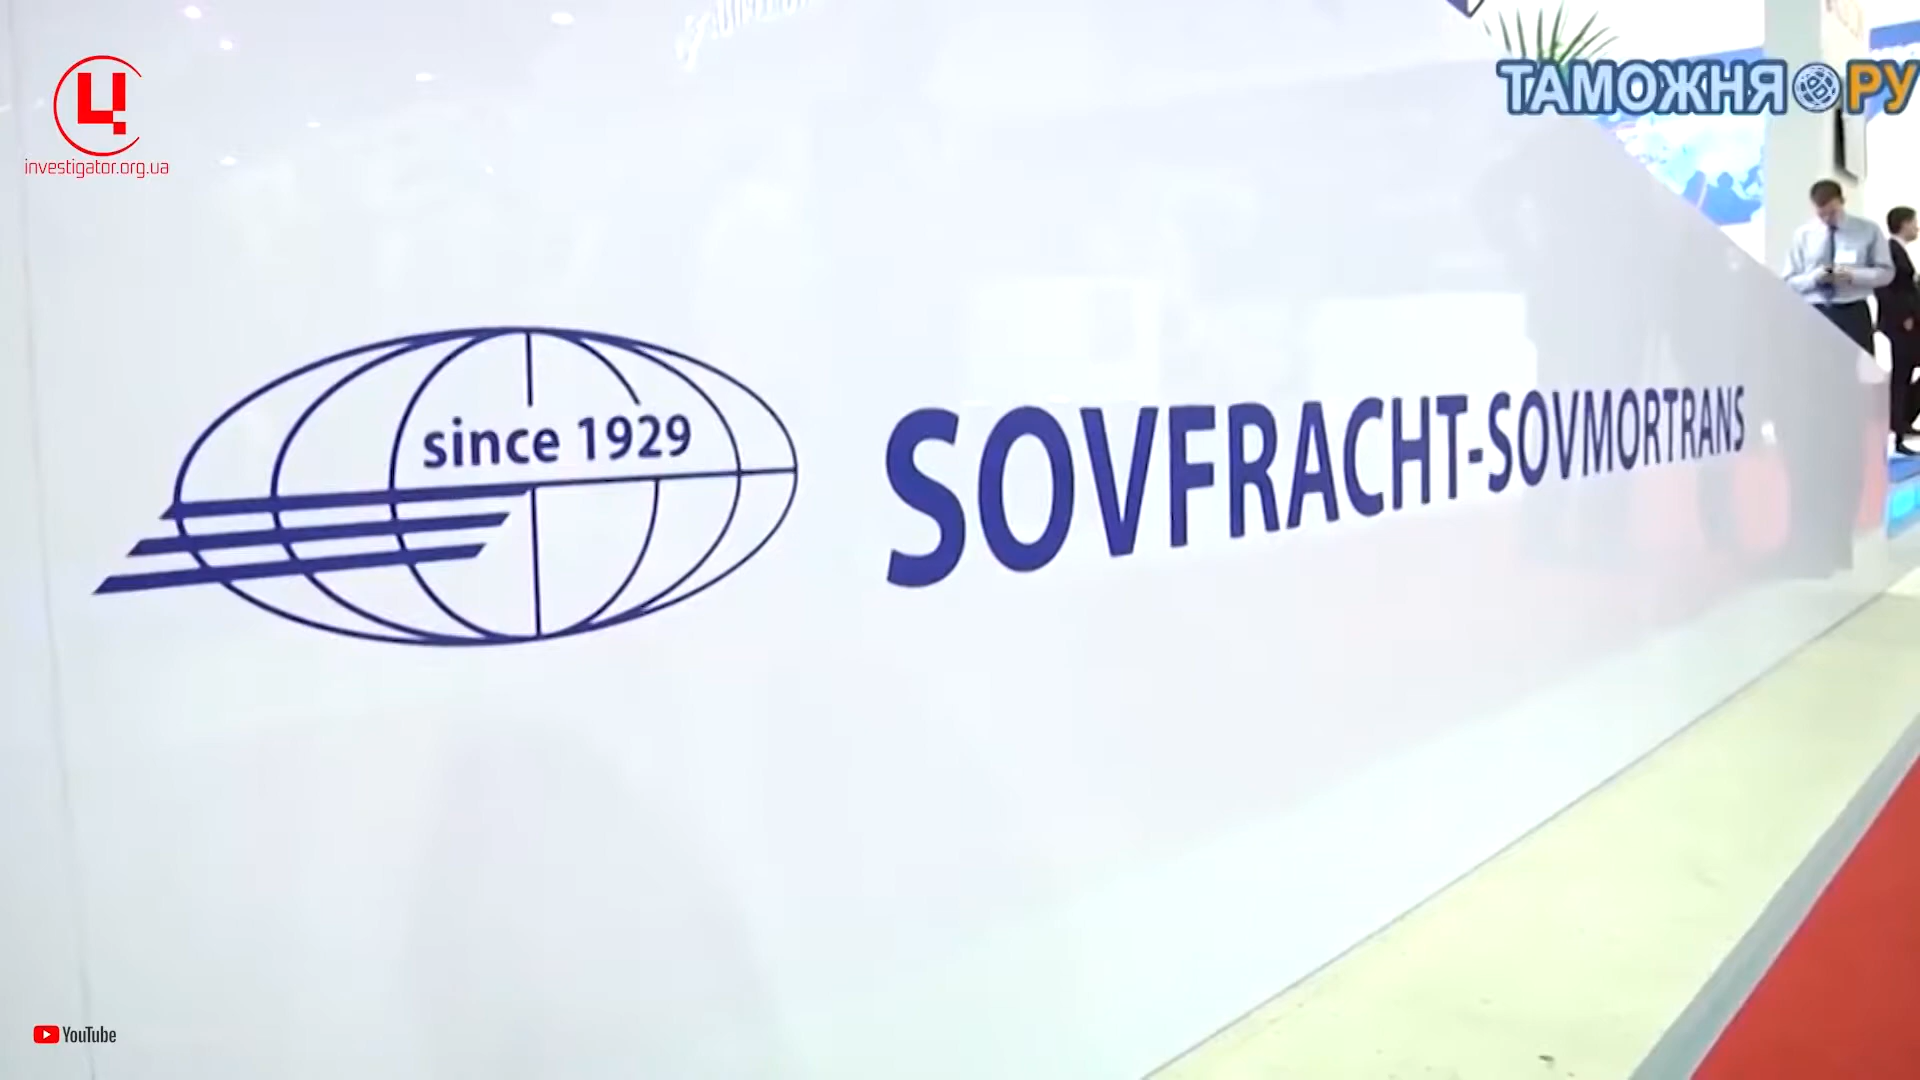 Ц
investigator.org.ua
ТАМОЖНЯ РУ
since 1929
SOVFRACHT-SOVMORTRANS
YouTube